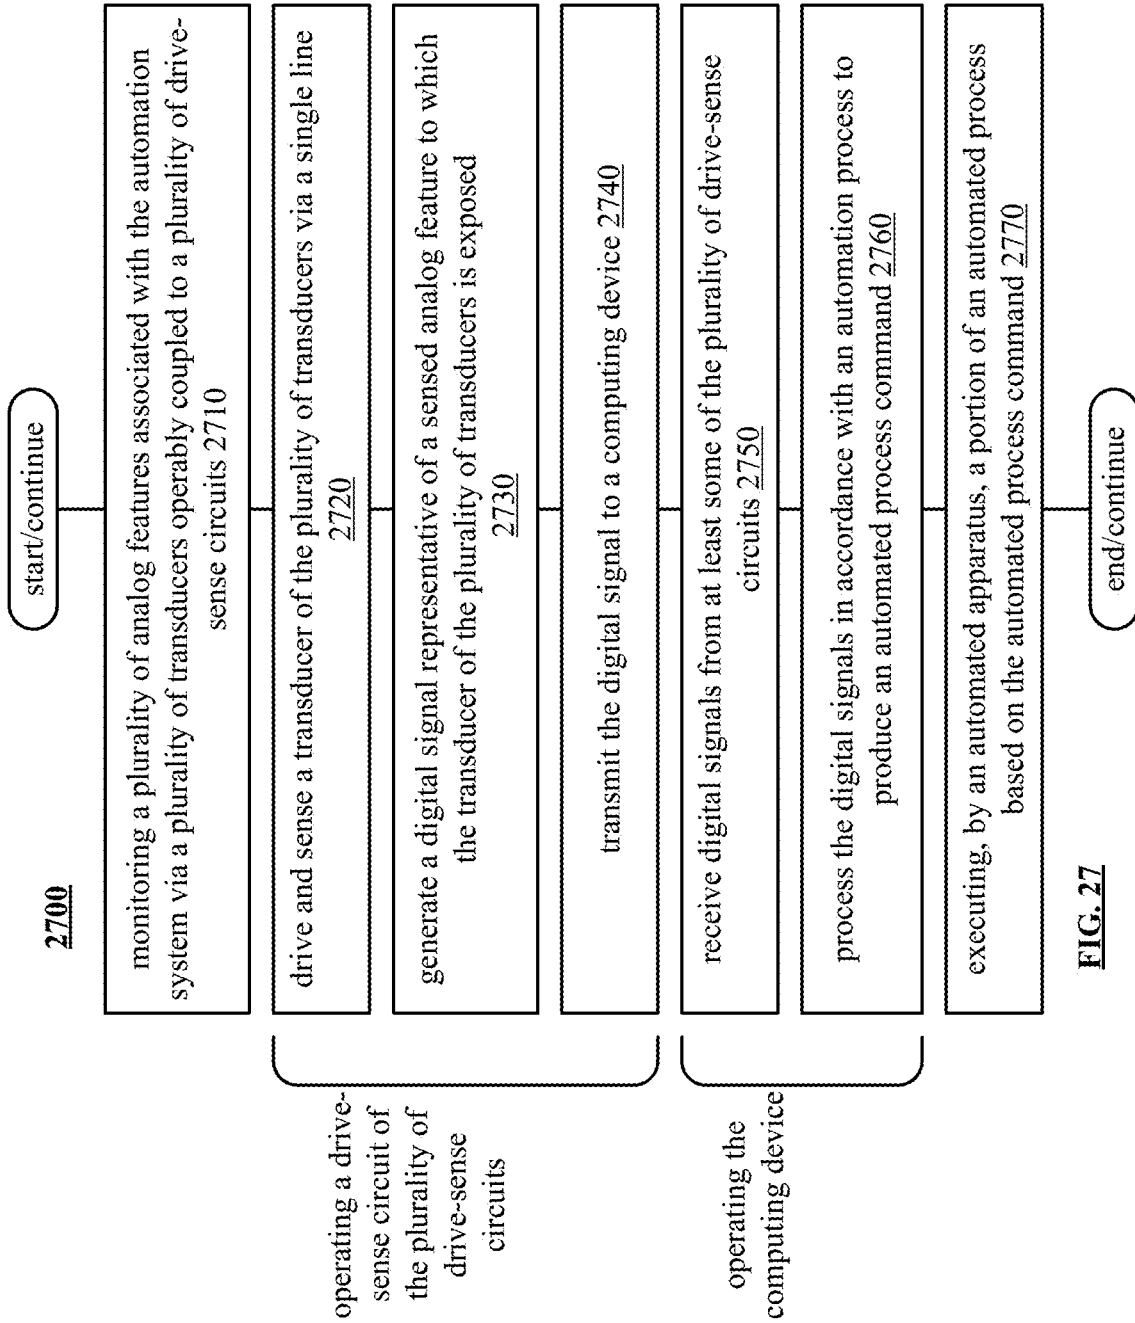 2700
start/continue
monitoring a plurality of analog features associated with the automation
system via a plurality of transducers operably coupled to a plurality of drive-
sense circuits 2710
operating a drive-
sense circuit of
the plurality of
drive-sense
circuits
drive and sense a transducer of the plurality of transducers via a single line
2720
generate a digital signal representative of a sensed analog feature to which
the transducer of the plurality of transducers is exposed
2730
transmit the digital signal to a computing device 2740
operating the
computing device
receive digital signals from at least some of the plurality of drive-sense
circuits 2750
process the digital signals in accordance with an automation process to
produce an automated process command 2760
executing, by an automated apparatus, a portion of an automated process
based on the automated process command 2770
end/continue
FIG. 27